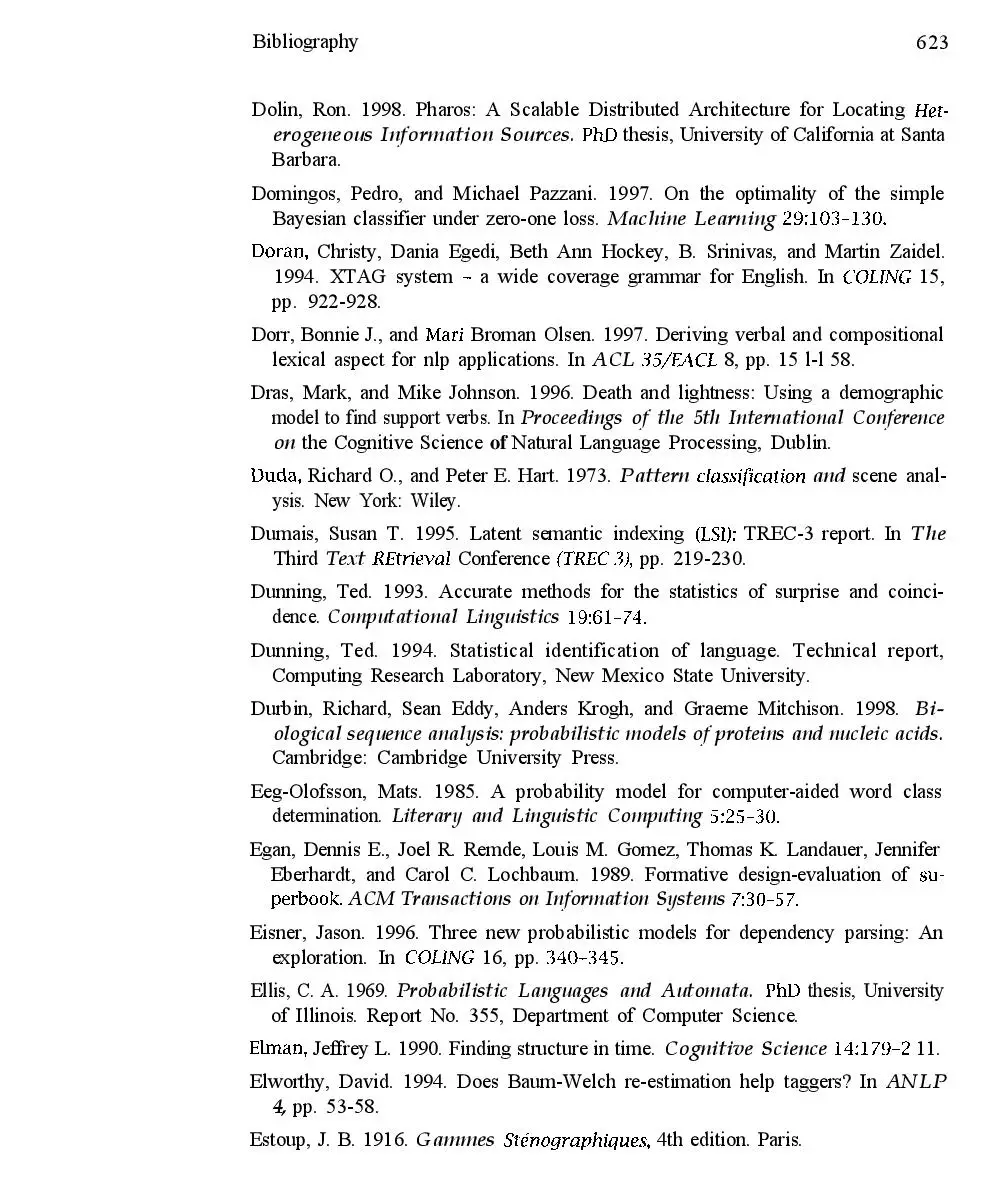 Bibliography 623
Dolin, Ron. 1998. Pharos: A Scalable Distributed Architecture for Locating Het-
erogeneous Information Sources. PhD thesis, University of California at Santa
Barbara.
Domingos, Pedro, and Michael Pazzani. 1997. On the optimality of the simple
Bayesian classifier under zero-one loss. Machine Learning 29:103–130.
Doran, Christy, Dania Egedi, Beth Ann Hockey, B. Srinivas, and Martin Zaidel.
1994. XTAG system – a wide coverage grammar for English. In COLING 15,
pp. 922-928.
Dorr, Bonnie J., and Mari Broman Olsen. 1997. Deriving verbal and compositional
lexical aspect for nlp applications. In ACL 35/EACL 8, pp. 15 l-l 58.
Dras, Mark, and Mike Johnson. 1996. Death and lightness: Using a demographic
model to find support verbs. In Proceedings of the 5th International Conference
on the Cognitive Science of Natural Language Processing, Dublin.
Duda, Richard O., and Peter E. Hart. 1973. Pattern classification and scene anal-
ysis. New York: Wiley.
Dumais, Susan T. 1995. Latent semantic indexing (LSI): TREC-3 report. In The
Third Text REtrieval Conference (TREC 3), pp. 219-230.
Dunning, Ted. 1993. Accurate methods for the statistics of surprise and coinci-
dence. Computational Linguistics 19:61–74.
Dunning, Ted. 1994. Statistical identification of language. Technical report,
Computing Research Laboratory, New Mexico State University.
Durbin, Richard, Sean Eddy, Anders Krogh, and Graeme Mitchison. 1998. Bi-
ological sequence analysis: probabilistic models of proteins and nucleic acids.
Cambridge: Cambridge University Press.
Eeg-Olofsson, Mats. 1985. A probability model for computer-aided word class
determination. Literary and Linguistic Computing 5:25–30.
Egan, Dennis E., Joel R. Remde, Louis M. Gomez, Thomas K. Landauer, Jennifer
Eberhardt, and Carol C. Lochbaum. 1989. Formative design-evaluation of su-
perbook. ACM Transactions on Information Systems 7:30–57.
Eisner, Jason. 1996. Three new probabilistic models for dependency parsing: An
exploration. In COLING 16, pp. 340–345.
Ellis, C. A. 1969. Probabilistic Languages and Automata. PhD thesis, University
of Illinois. Report No. 355, Department of Computer Science.
Elman, Jeffrey L. 1990. Finding structure in time. Cognitive Science 14:179–2 11.
Elworthy, David. 1994. Does Baum-Welch re-estimation help taggers? In ANLP
4, pp. 53-58.
Estoup, J. B. 1916. Gammes Sténographiques, 4th edition. Paris.